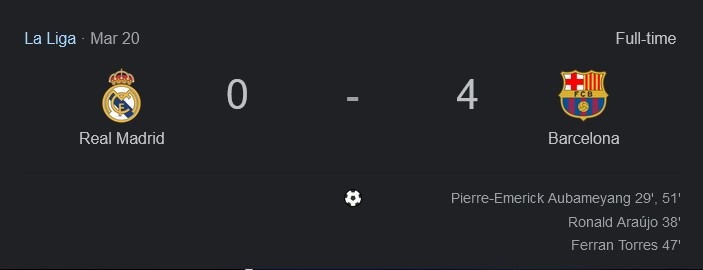 La Liga · Mar 20
Full-time
0 - 4
FCB
Real Madrid
Barcelona
Pierre-Emerick Aubameyang 29', 51'
Ronald Araújo 38'
Ferran Torres 47'